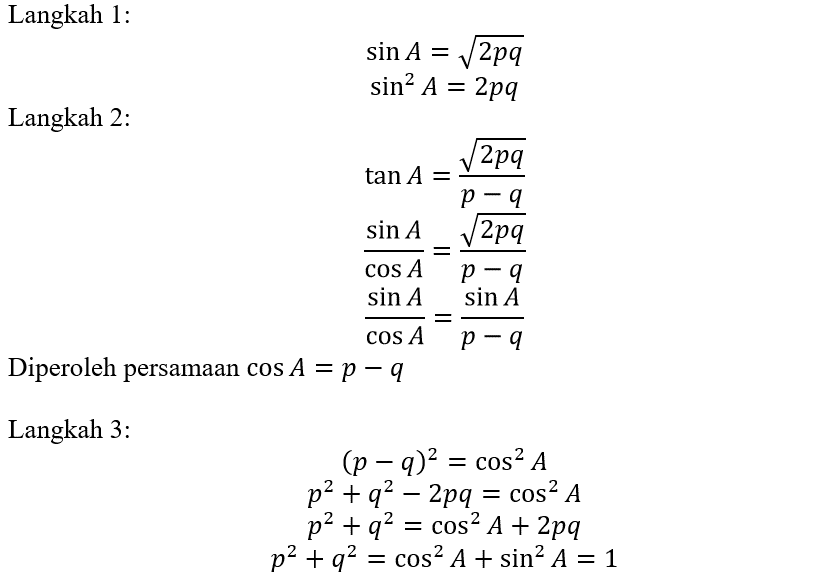 Langkah 1:
sin A = √2pq
sin² A = 2pq
Langkah 2:
tan A = √2pq / p − q
sin A / cos A = √2pq / p − q
sin A / cos A = sin A / p − q
Diperoleh persamaan cos A = p − q
Langkah 3:
(p − q)² = cos² A
p² + q² − 2pq = cos² A
p² + q² = cos² A + 2pq
p² + q² = cos² A + sin² A = 1